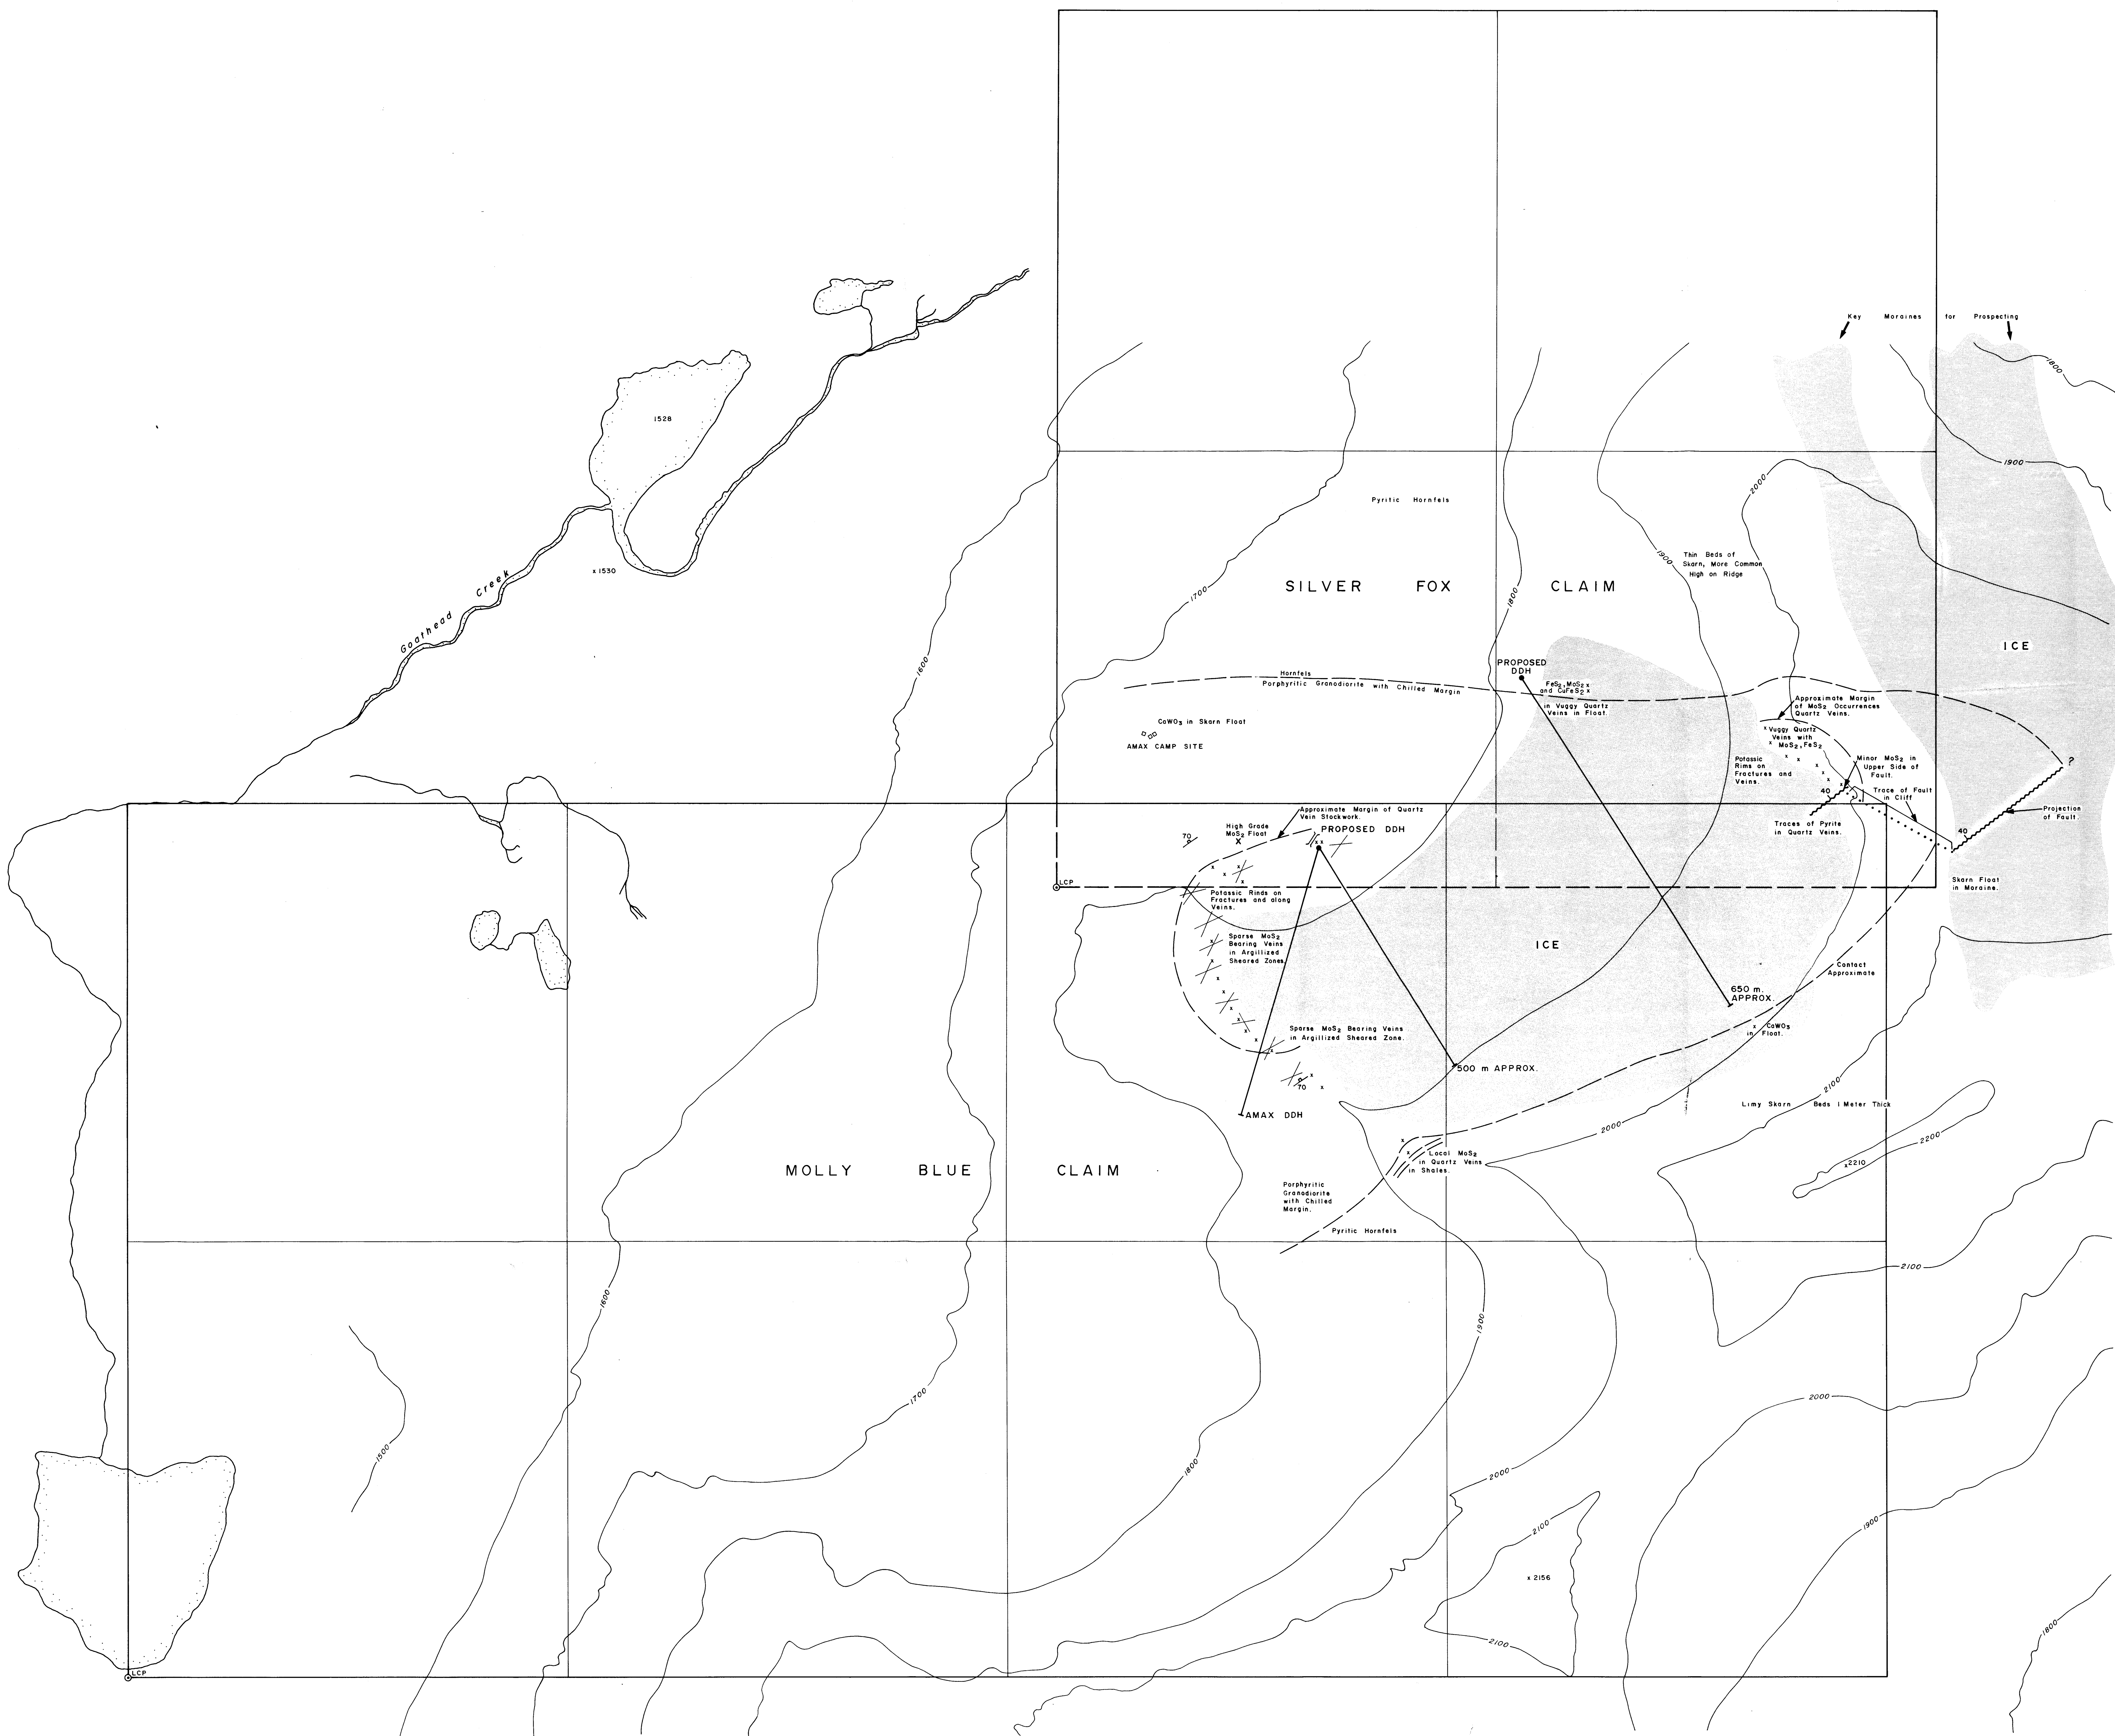 Key Moraines for Prospecting
1800
1528
1900
2000
Pyritic Hornfels
x 1530
1900
Thin Beds of
Skarn, More Common
High on Ridge
Goathead Creek
SILVER FOX CLAIM
1700
1800
ICE
1600
PROPOSED
DDH
Hornfels
Porphyritic Granodiorite with Chilled Margin
FeS2, MoS2 x
and CuFeS2 x
in Vuggy Quartz
Veins in Float.
Approximate Margin
of MoS2 Occurrences
Quartz Veins.
CaWO3 in Skarn Float
AMAX CAMP SITE
x Vuggy Quartz
Veins with
x MoS2, FeS2
Potassic
Rims on
Fractures and
Veins.
Minor MoS2 in
Upper Side of
Fault.
?
40
Trace of Fault
in Cliff
Projection
of Fault.
Traces of Pyrite
in Quartz Veins.
40
Approximate Margin of Quartz
Vein Stockwork.
High Grade
MoS2 Float
X
PROPOSED DDH
70
LCP
Skarn Float
in Moraine.
Potassic Rinds on
Fractures and along
Veins.
Sparse MoS2
Bearing Veins
in Argillized
Sheared Zones
ICE
Contact
Approximate
650 m.
APPROX.
x CaWO3
in Float.
Sparse MoS2 Bearing Veins
in Argillized Sheared Zone.
500 m APPROX.
70
2100
AMAX DDH
Limy Skarn Beds 1 Meter Thick
2000
2200
x2210
MOLLY BLUE CLAIM
Local MoS2
in Quartz Veins
in Shales.
Porphyritic
Granodiorite
with Chilled
Margin.
Pyritic Hornfels
2100
1600
1900
1700
2000
1500
1800
2000
2100
1900
x 2156
1800
2100
LCP